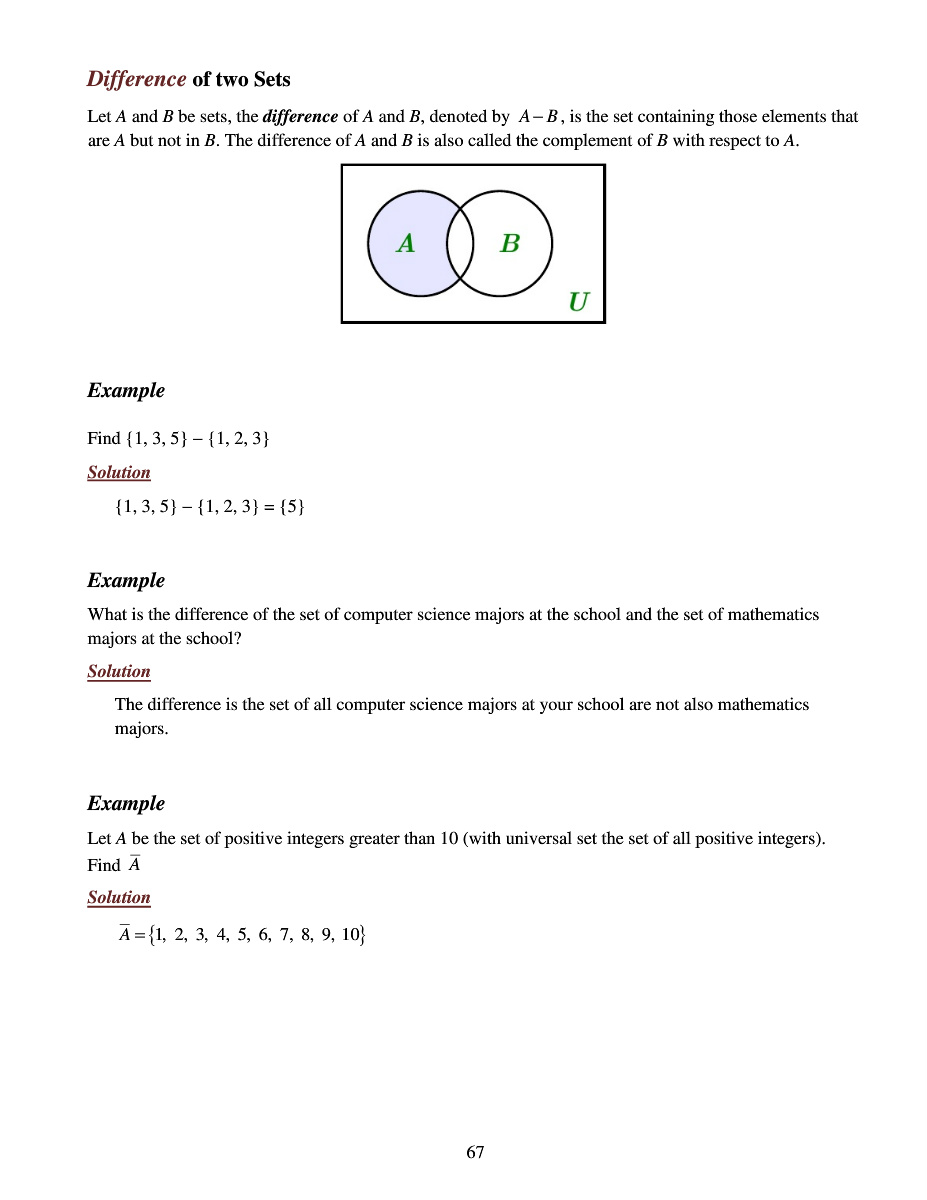 Difference of two Sets
Let A and B be sets, the difference of A and B, denoted by A − B, is the set containing those elements that
are A but not in B. The difference of A and B is also called the complement of B with respect to A.
A B
U
Example
Find {1, 3, 5} – {1, 2, 3}
Solution
{1, 3, 5} – {1, 2, 3} = {5}
Example
What is the difference of the set of computer science majors at the school and the set of mathematics
majors at the school?
Solution
The difference is the set of all computer science majors at your school are not also mathematics
majors.
Example
Let A be the set of positive integers greater than 10 (with universal set the set of all positive integers).
Find A̅
Solution
A̅ = {1, 2, 3, 4, 5, 6, 7, 8, 9, 10}
67